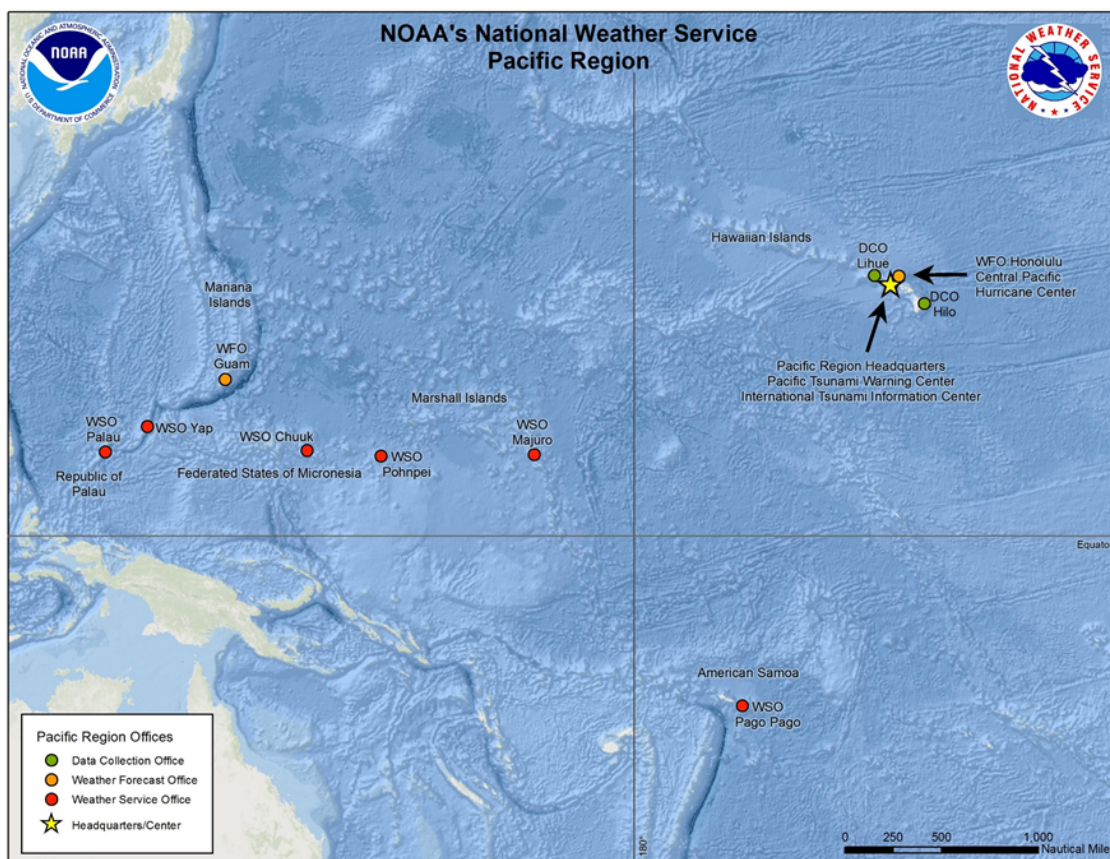 NOAA's National Weather Service
Pacific Region
NATIONAL OCEANIC AND ATMOSPHERIC ADMINISTRATION
NOAA
U.S. DEPARTMENT OF COMMERCE
NATIONAL WEATHER SERVICE
Hawaiian Islands
DCO
Lihue
WFO Honolulu
Central Pacific
Hurricane Center
DCO
Hilo
Mariana
Islands
WFO
Guam
Pacific Region Headquarters
Pacific Tsunami Warning Center
International Tsunami Information Center
Marshall Islands
WSO
Palau
WSO Yap
WSO Chuuk
WSO
Pohnpei
WSO
Majuro
Republic of
Palau
Federated States of Micronesia
Equato
American Samoa
WSO
Pago Pago
Pacific Region Offices
Data Collection Office
Weather Forecast Office
Weather Service Office
Headquarters/Center
180°
0 250 500 1,000
Nautical Mile